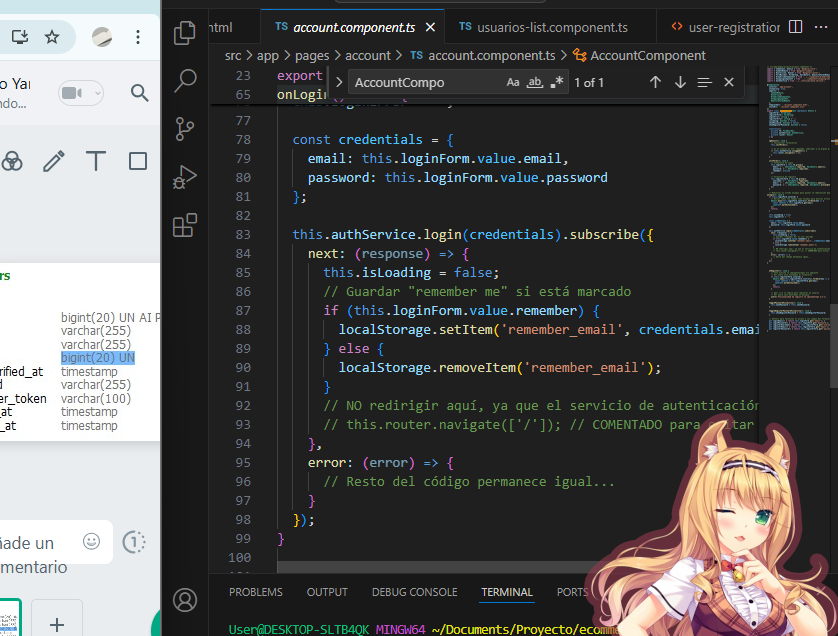 o Yar
ndo...
rs
bigint(20) UN AI P
varchar(255)
varchar(255)
bigint(20) UN
rified_at timestamp
d varchar(255)
er_token varchar(100)
_at timestamp
_at timestamp
ñade un
mentario
html
TS account.component.ts
TS usuarios-list.component.ts
user-registration
src > app > pages > account > TS account.component.ts > AccountComponent
23 export
AccountCompo Aa ab .* 1 of 1
65 onLogin
77
78 const credentials = {
79 email: this.loginForm.value.email,
80 password: this.loginForm.value.password
81 };
82
83 this.authService.login(credentials).subscribe({
84 next: (response) => {
85 this.isLoading = false;
86 // Guardar "remember me" si está marcado
87 if (this.loginForm.value.remember) {
88 localStorage.setItem('remember_email', credentials.emai
89 } else {
90 localStorage.removeItem('remember_email');
91 }
92 // NO redirigir aquí, ya que el servicio de autenticación
93 // this.router.navigate(['/']); // COMENTADO para
94 },
95 error: (error) => {
96 // Resto del código permanece igual...
97 }
98 });
99 }
100
PROBLEMS OUTPUT DEBUG CONSOLE TERMINAL PORTS
User@DESKTOP-SLTB4QK MINGW64 ~/Documents/Proyecto/ecomm